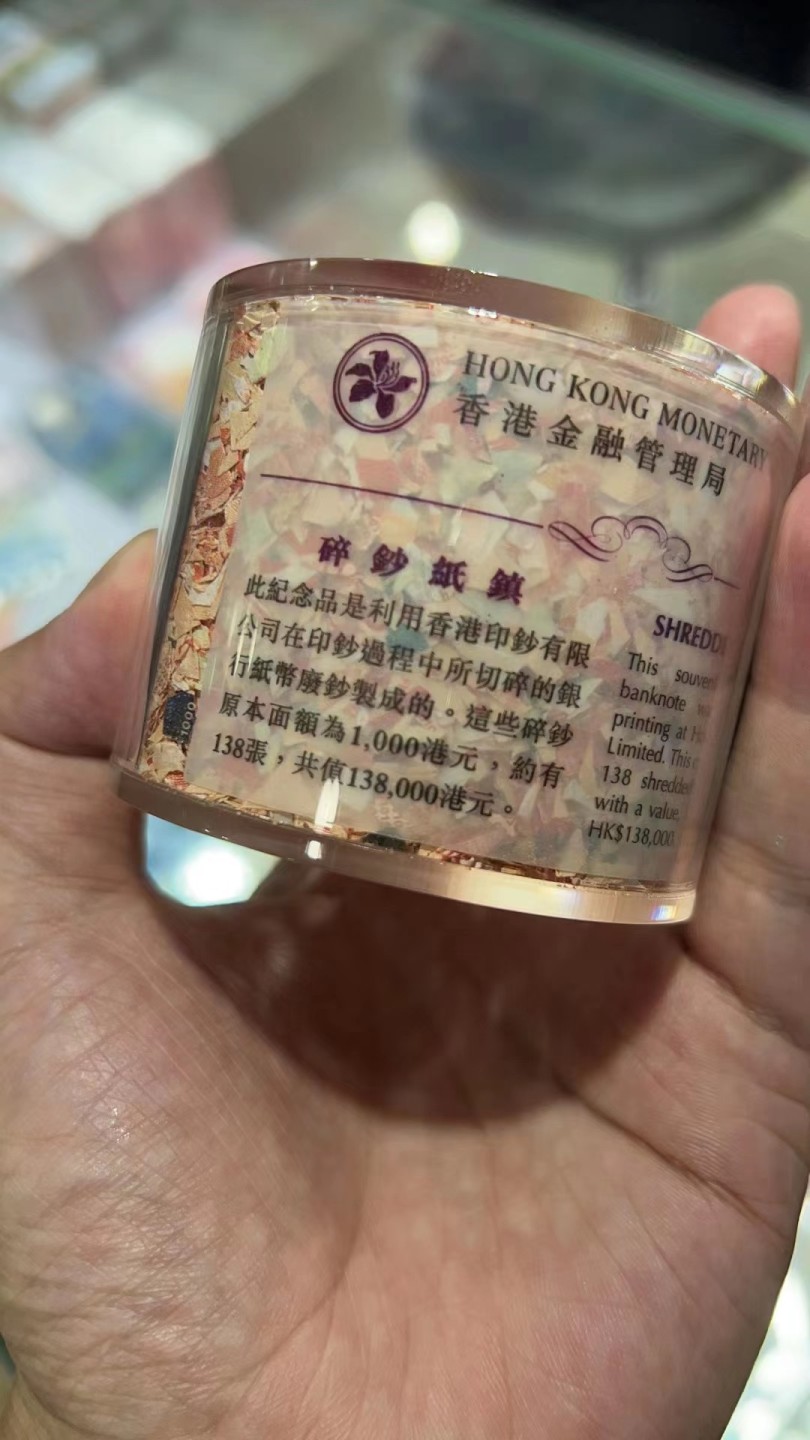 HONG KONG MONETARY
香港金融管理局
碎鈔紙鎮
此紀念品是利用香港印鈔有限
公司在印鈔過程中所切碎的銀
行紙幣廢鈔製成的。這些碎鈔
原本面額為1,000港元，約有
138張，共值138,000港元。
This
banknote
printing at
Limited. This
138 shredded
with a value
HK$138,000
1000